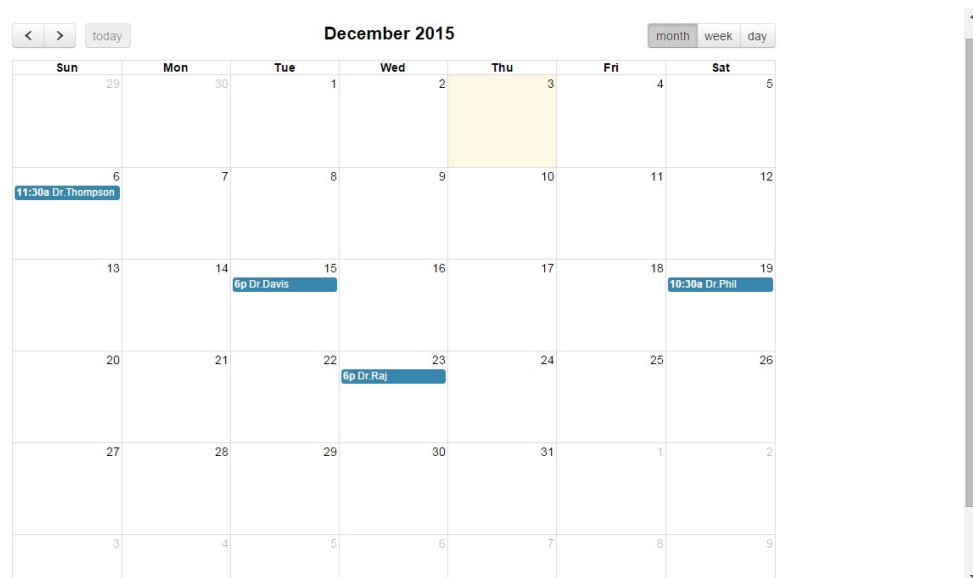 < > today December 2015 month week day
Sun Mon Tue Wed Thu Fri Sat
29 30 1 2 3 4 5
6 7 8 9 10 11 12
11:30a Dr.Thompson
13 14 15 16 17 18 19
6p Dr.Davis 10:30a Dr.Phil
20 21 22 23 24 25 26
6p Dr.Raj
27 28 29 30 31 1 2
3 4 5 6 7 8 9